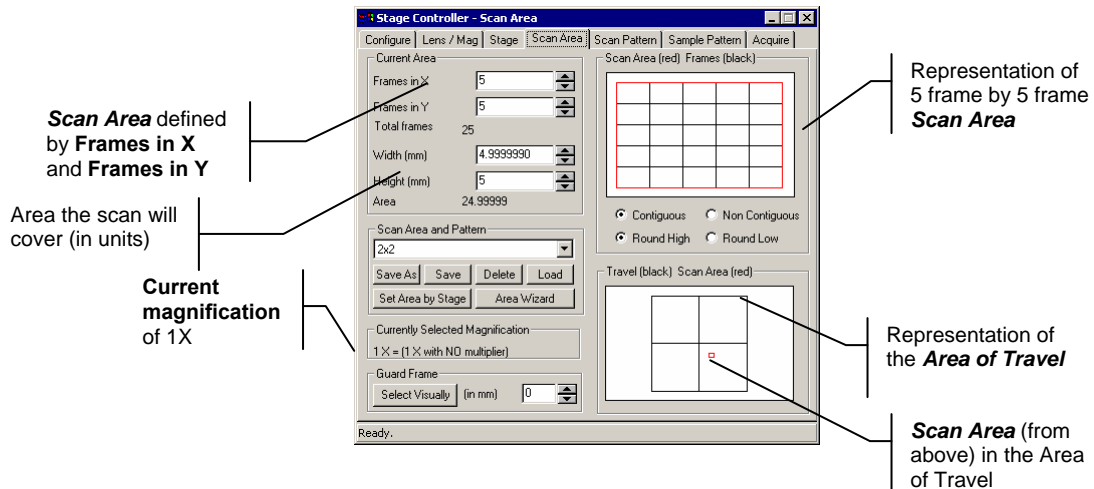 Stage Controller - Scan Area
Configure Lens / Mag Stage Scan Area Scan Pattern Sample Pattern Acquire
Current Area
Frames in X 5
Frames in Y 5
Total frames 25
Width (mm) 4.9999990
Height (mm) 5
Area 24.99999
Scan Area and Pattern
2x2
Save As Save Delete Load
Set Area by Stage Area Wizard
Currently Selected Magnification
1 X = (1 X with NO multiplier)
Guard Frame
Select Visually (in mm) 0
Scan Area (red) Frames (black)
Contiguous Non Contiguous
Round High Round Low
Travel (black) Scan Area (red)
Ready.
Scan Area defined
by Frames in X
and Frames in Y
Area the scan will
cover (in units)
Current
magnification
of 1X
Representation of
5 frame by 5 frame
Scan Area
Representation of
the Area of Travel
Scan Area (from
above) in the Area
of Travel